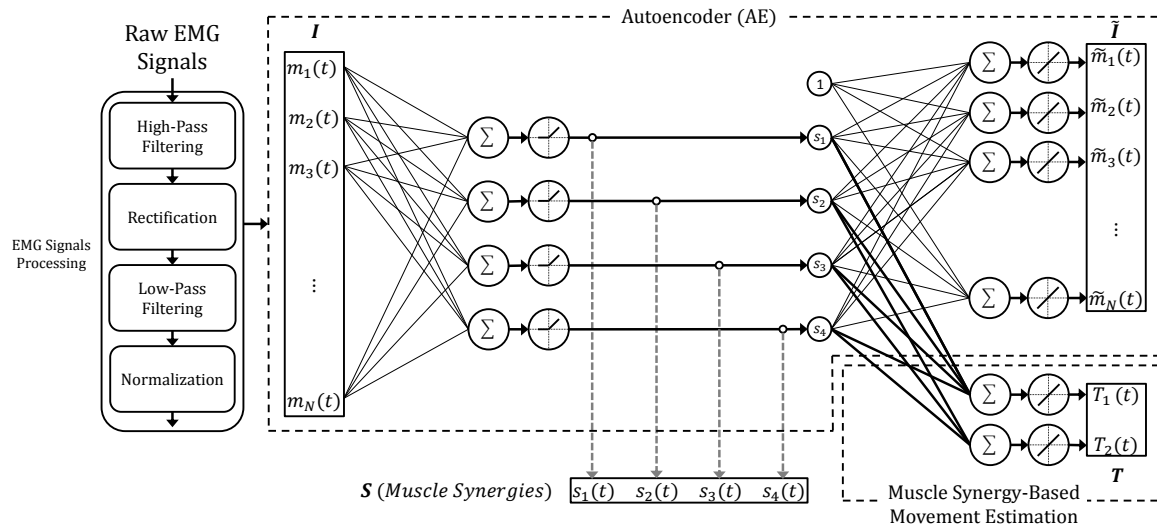 Autoencoder (AE)
Raw EMG
Signals
High-Pass
Filtering
Rectification
Low-Pass
Filtering
Normalization
EMG Signals
Processing
I
m₁(t)
m₂(t)
m₃(t)
⋮
m_N(t)
Σ
Σ
Σ
Σ
1
s₁
s₂
s₃
s₄
Σ
Σ
Σ
Σ
Ĩ
m̃₁(t)
m̃₂(t)
m̃₃(t)
⋮
m̃_N(t)
Σ
Σ
T₁(t)
T₂(t)
T
Muscle Synergy-Based
Movement Estimation
S (Muscle Synergies) s₁(t) s₂(t) s₃(t) s₄(t)